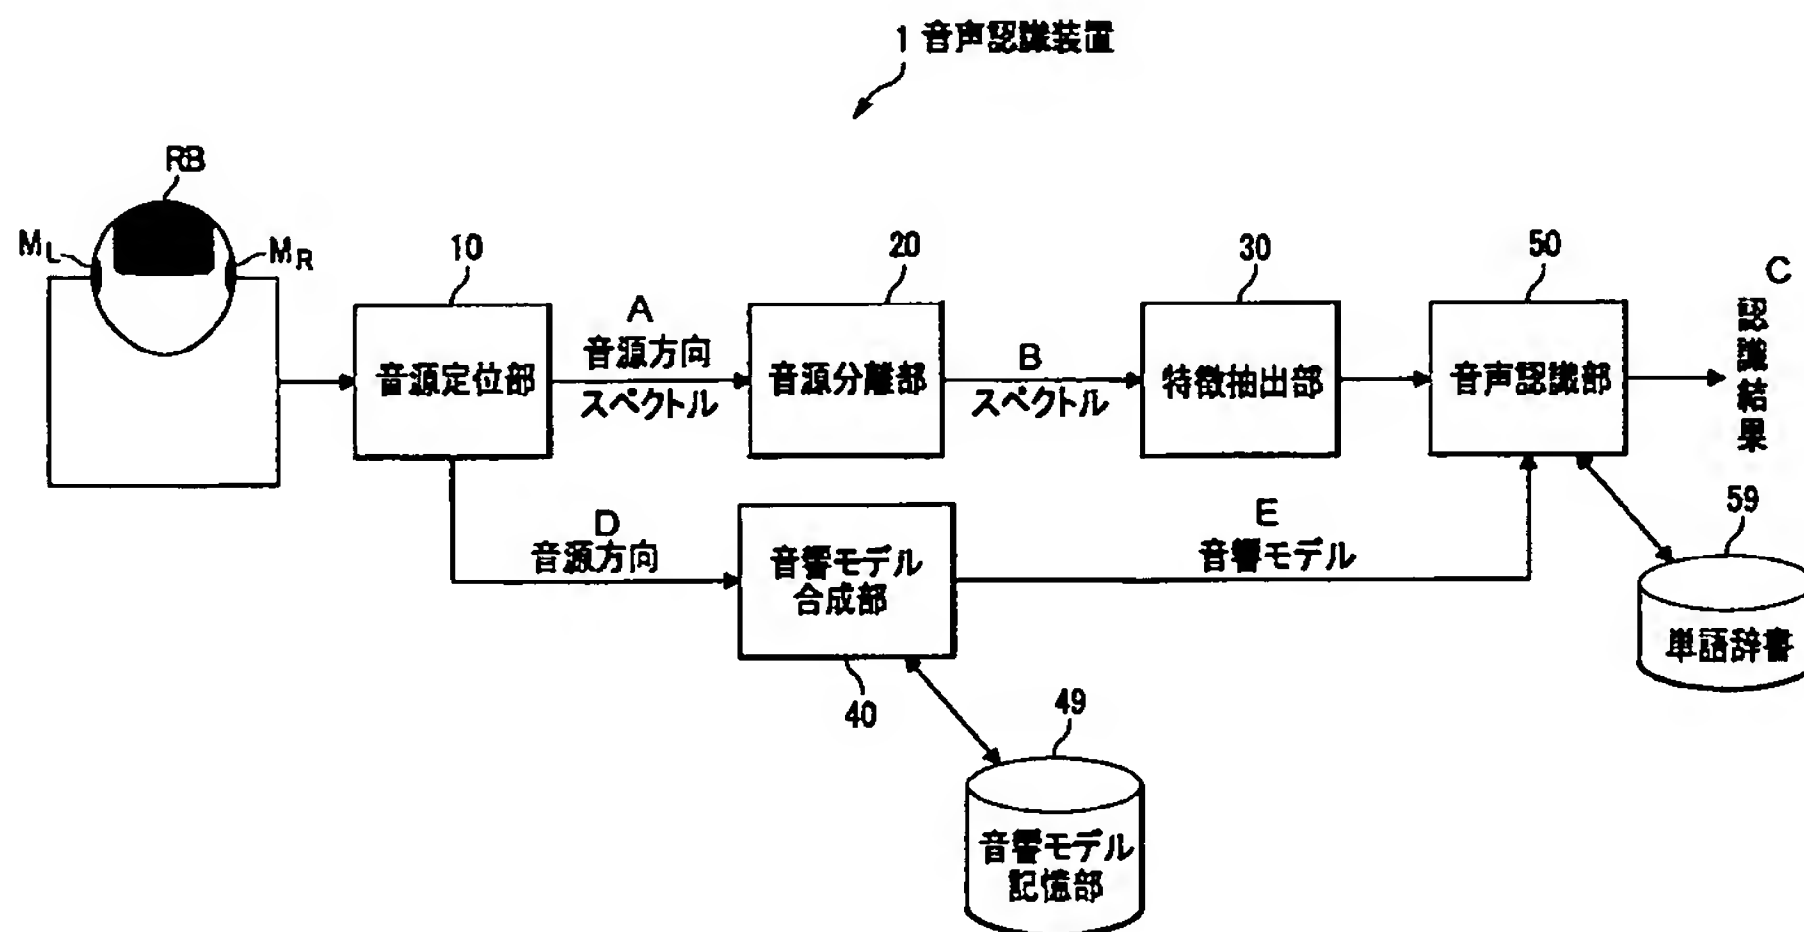 1 音声認識装置
RB
ML
MR
10
20
30
50
C
認識結果
A
音源方向
スペクトル
B
スペクトル
音源定位部
音源分離部
特徴抽出部
音声認識部
D
音源方向
音響モデル
合成部
E
音響モデル
59
単語辞書
40
49
音響モデル
記憶部